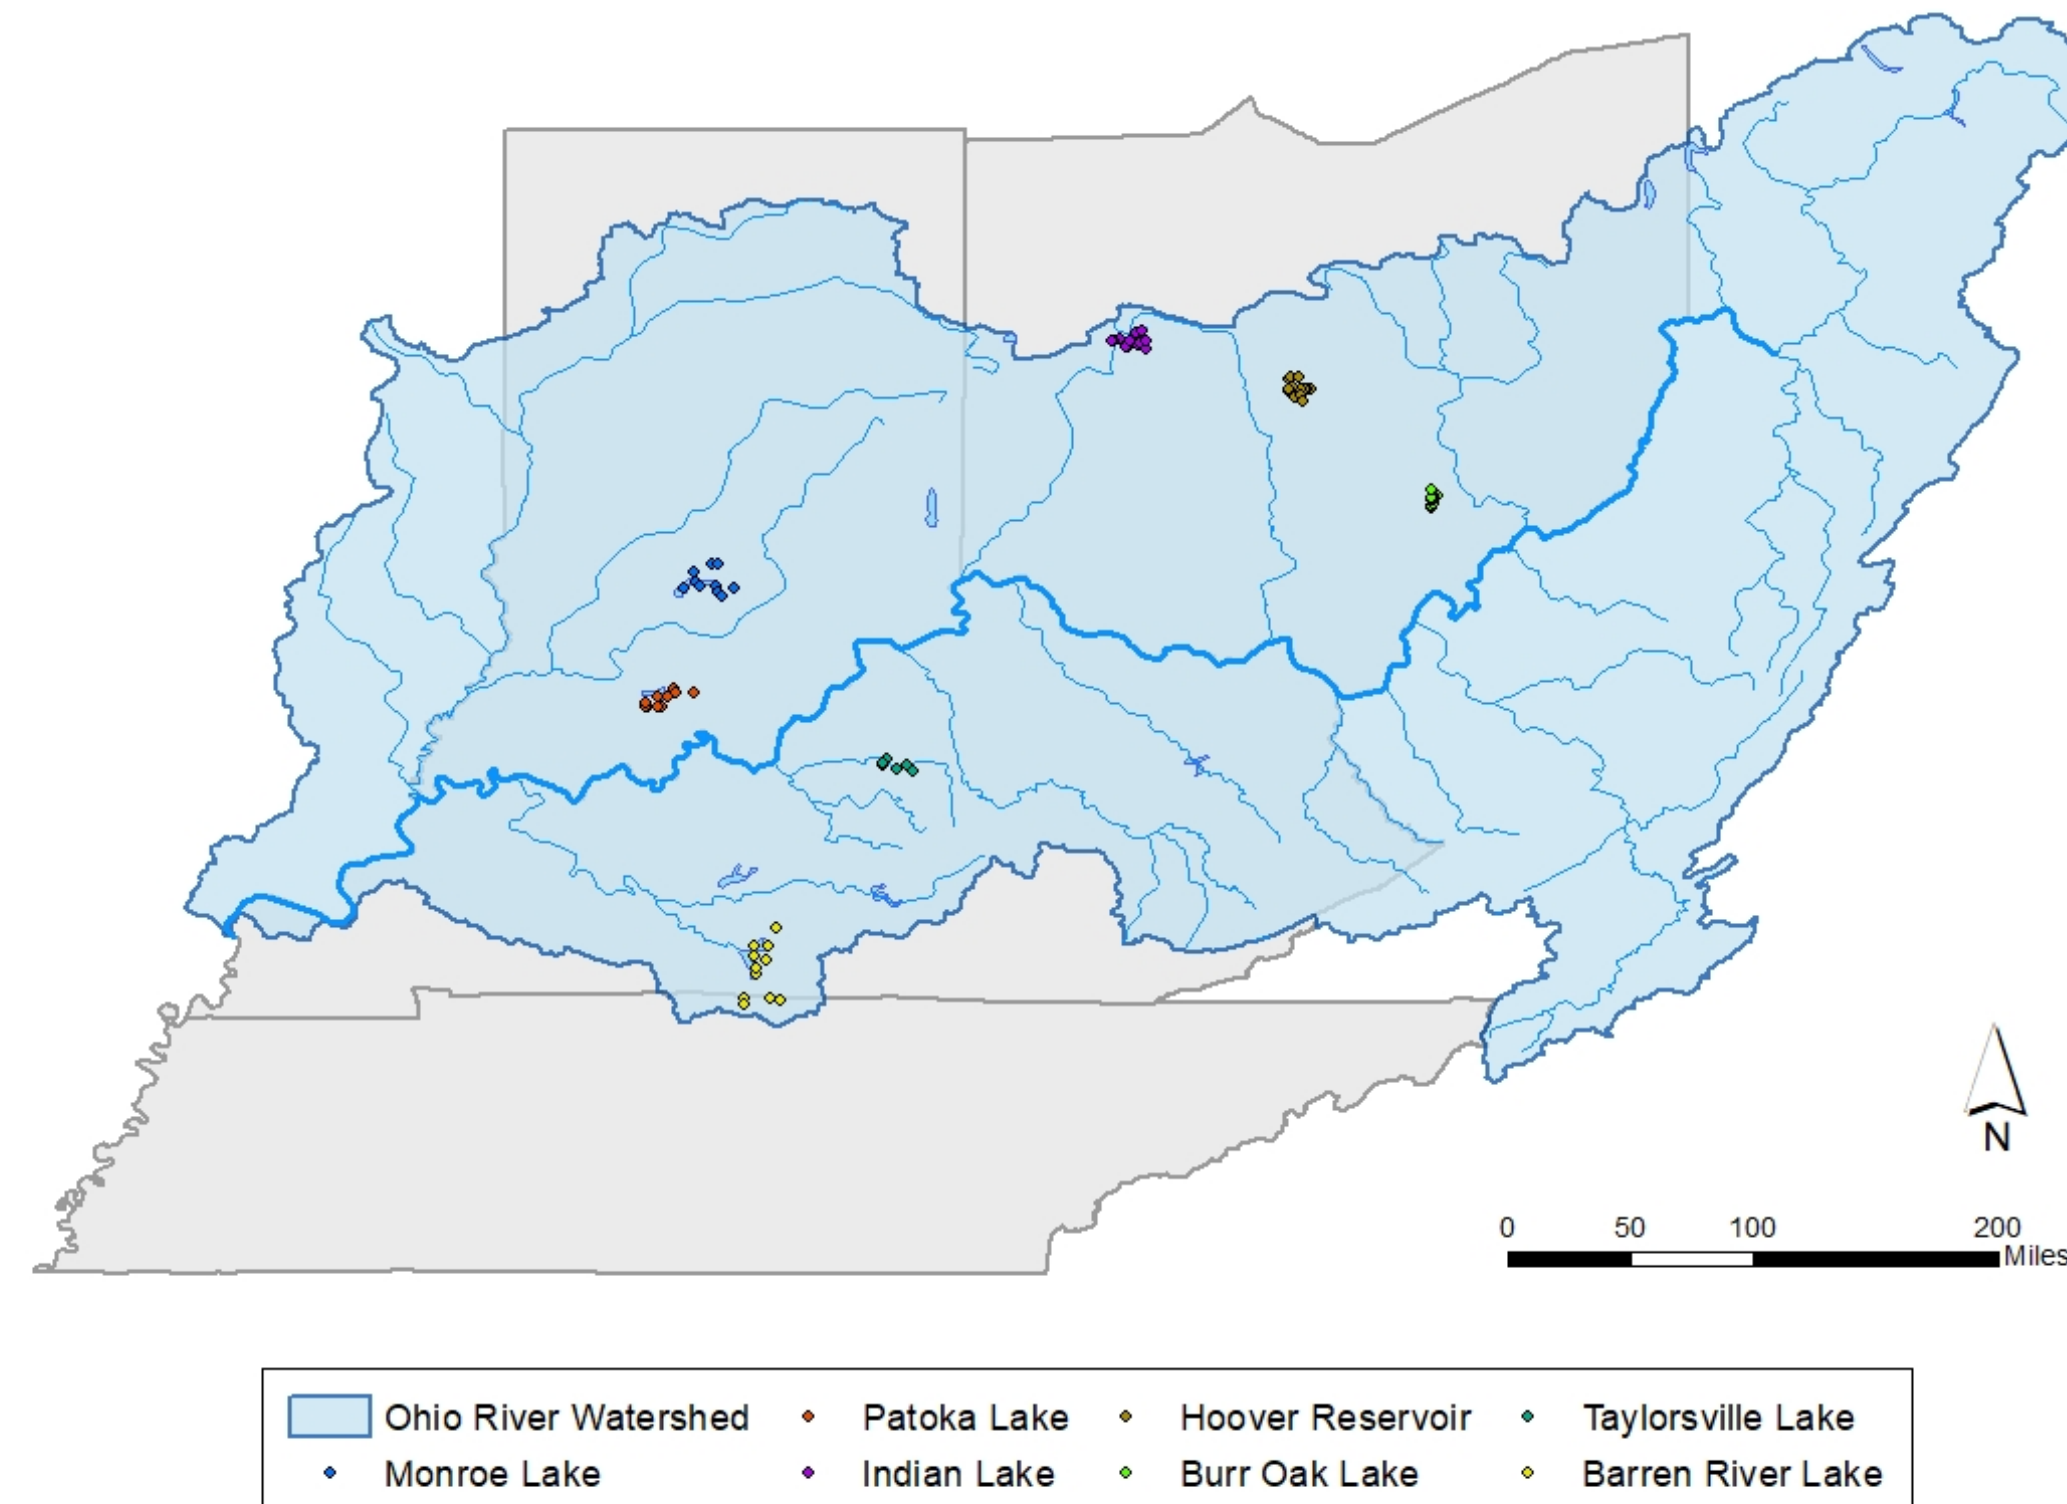 N
0 50 100 200
Miles
Ohio River Watershed Patoka Lake Hoover Reservoir Taylorsville Lake
Monroe Lake Indian Lake Burr Oak Lake Barren River Lake